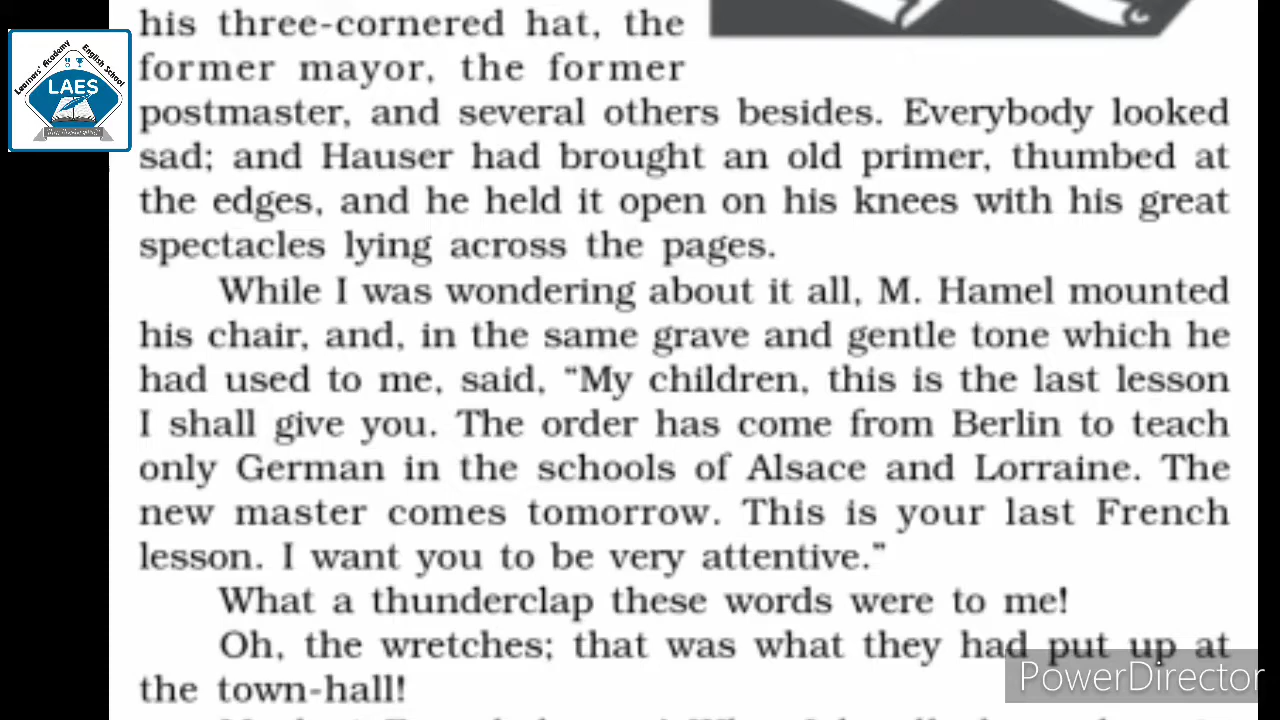 his three-cornered hat, the
former mayor, the former
postmaster, and several others besides. Everybody looked
sad; and Hauser had brought an old primer, thumbed at
the edges, and he held it open on his knees with his great
spectacles lying across the pages.
While I was wondering about it all, M. Hamel mounted
his chair, and, in the same grave and gentle tone which he
had used to me, said, “My children, this is the last lesson
I shall give you. The order has come from Berlin to teach
only German in the schools of Alsace and Lorraine. The
new master comes tomorrow. This is your last French
lesson. I want you to be very attentive.”
What a thunderclap these words were to me!
Oh, the wretches; that was what they had put up at
the town-hall!
Learners' Academy English School
LAES
PowerDirector